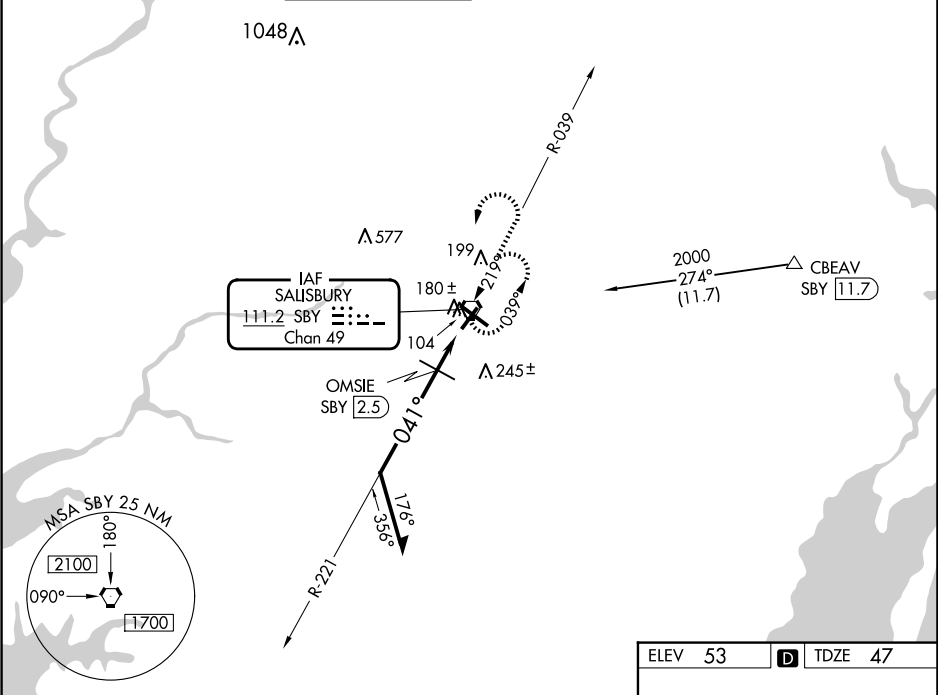 1048
R-039
577
199
219°
2000
274°
(11.7)
CBEAV
SBY 11.7
IAF
SALISBURY
111.2 SBY
Chan 49
180 ±
039°
104
245 ±
OMSIE
SBY 2.5
041°
176°
356°
R-221
MSA SBY 25 NM
180°
2100
090°
1700
ELEV 53 D TDZE 47